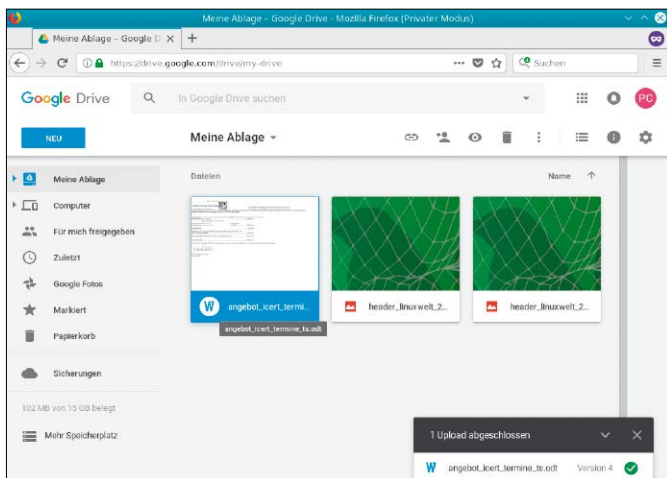 Meine Ablage – Google Drive - Mozilla Firefox (Privater Modus)
Meine Ablage – Google D
https://drive.google.com/drive/my-drive
Suchen
Google Drive
In Google Drive suchen
PC
NEU
Meine Ablage
Meine Ablage
Computer
Für mich freigegeben
Zuletzt
Google Fotos
Markiert
Papierkorb
Sicherungen
102 MB von 15 GB belegt
Mehr Speicherplatz
Dateien
Name
W
angebot_icert_termi...
header_linuxwelt_2...
header_linuxwelt_2...
angebot_icert_termine_ts.odt
1 Upload abgeschlossen
W
angebot_icert_termine_ts.odt
Version 4